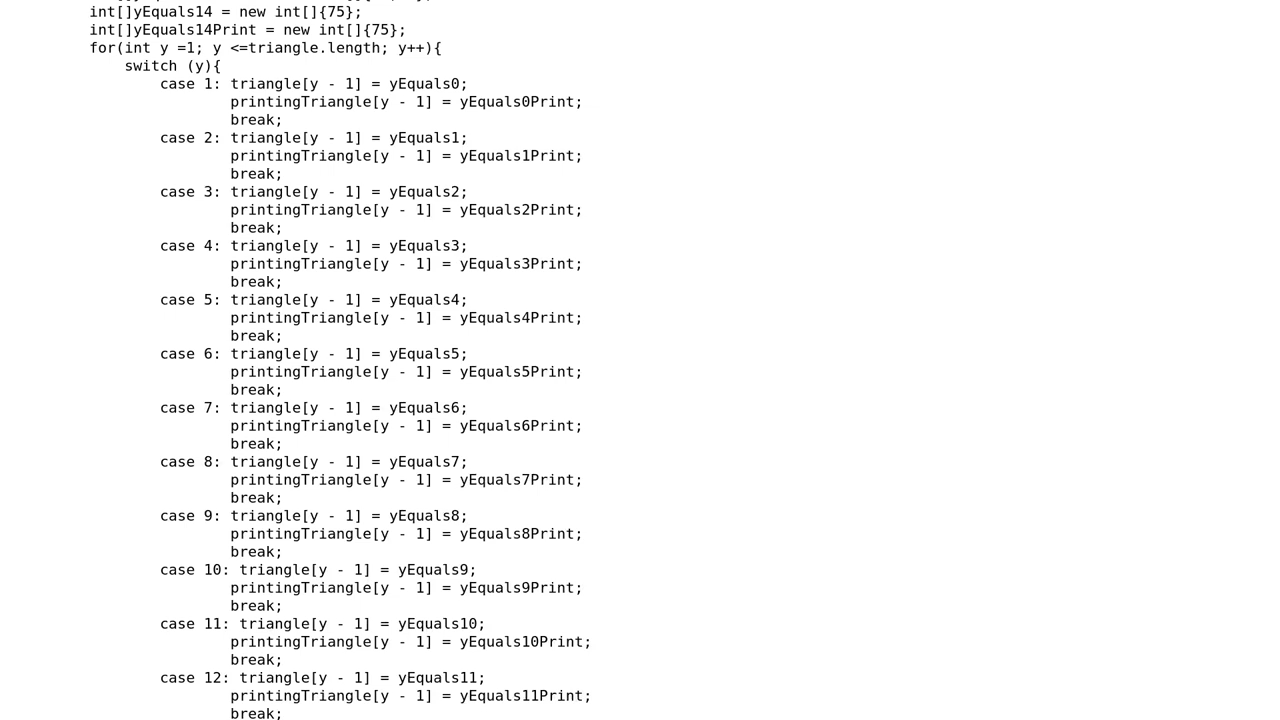 int[]yEquals14 = new int[]{75};
int[]yEquals14Print = new int[]{75};
for(int y =1; y <=triangle.length; y++){
switch (y){
case 1: triangle[y - 1] = yEquals0;
printingTriangle[y - 1] = yEquals0Print;
break;
case 2: triangle[y - 1] = yEquals1;
printingTriangle[y - 1] = yEquals1Print;
break;
case 3: triangle[y - 1] = yEquals2;
printingTriangle[y - 1] = yEquals2Print;
break;
case 4: triangle[y - 1] = yEquals3;
printingTriangle[y - 1] = yEquals3Print;
break;
case 5: triangle[y - 1] = yEquals4;
printingTriangle[y - 1] = yEquals4Print;
break;
case 6: triangle[y - 1] = yEquals5;
printingTriangle[y - 1] = yEquals5Print;
break;
case 7: triangle[y - 1] = yEquals6;
printingTriangle[y - 1] = yEquals6Print;
break;
case 8: triangle[y - 1] = yEquals7;
printingTriangle[y - 1] = yEquals7Print;
break;
case 9: triangle[y - 1] = yEquals8;
printingTriangle[y - 1] = yEquals8Print;
break;
case 10: triangle[y - 1] = yEquals9;
printingTriangle[y - 1] = yEquals9Print;
break;
case 11: triangle[y - 1] = yEquals10;
printingTriangle[y - 1] = yEquals10Print;
break;
case 12: triangle[y - 1] = yEquals11;
printingTriangle[y - 1] = yEquals11Print;
break;